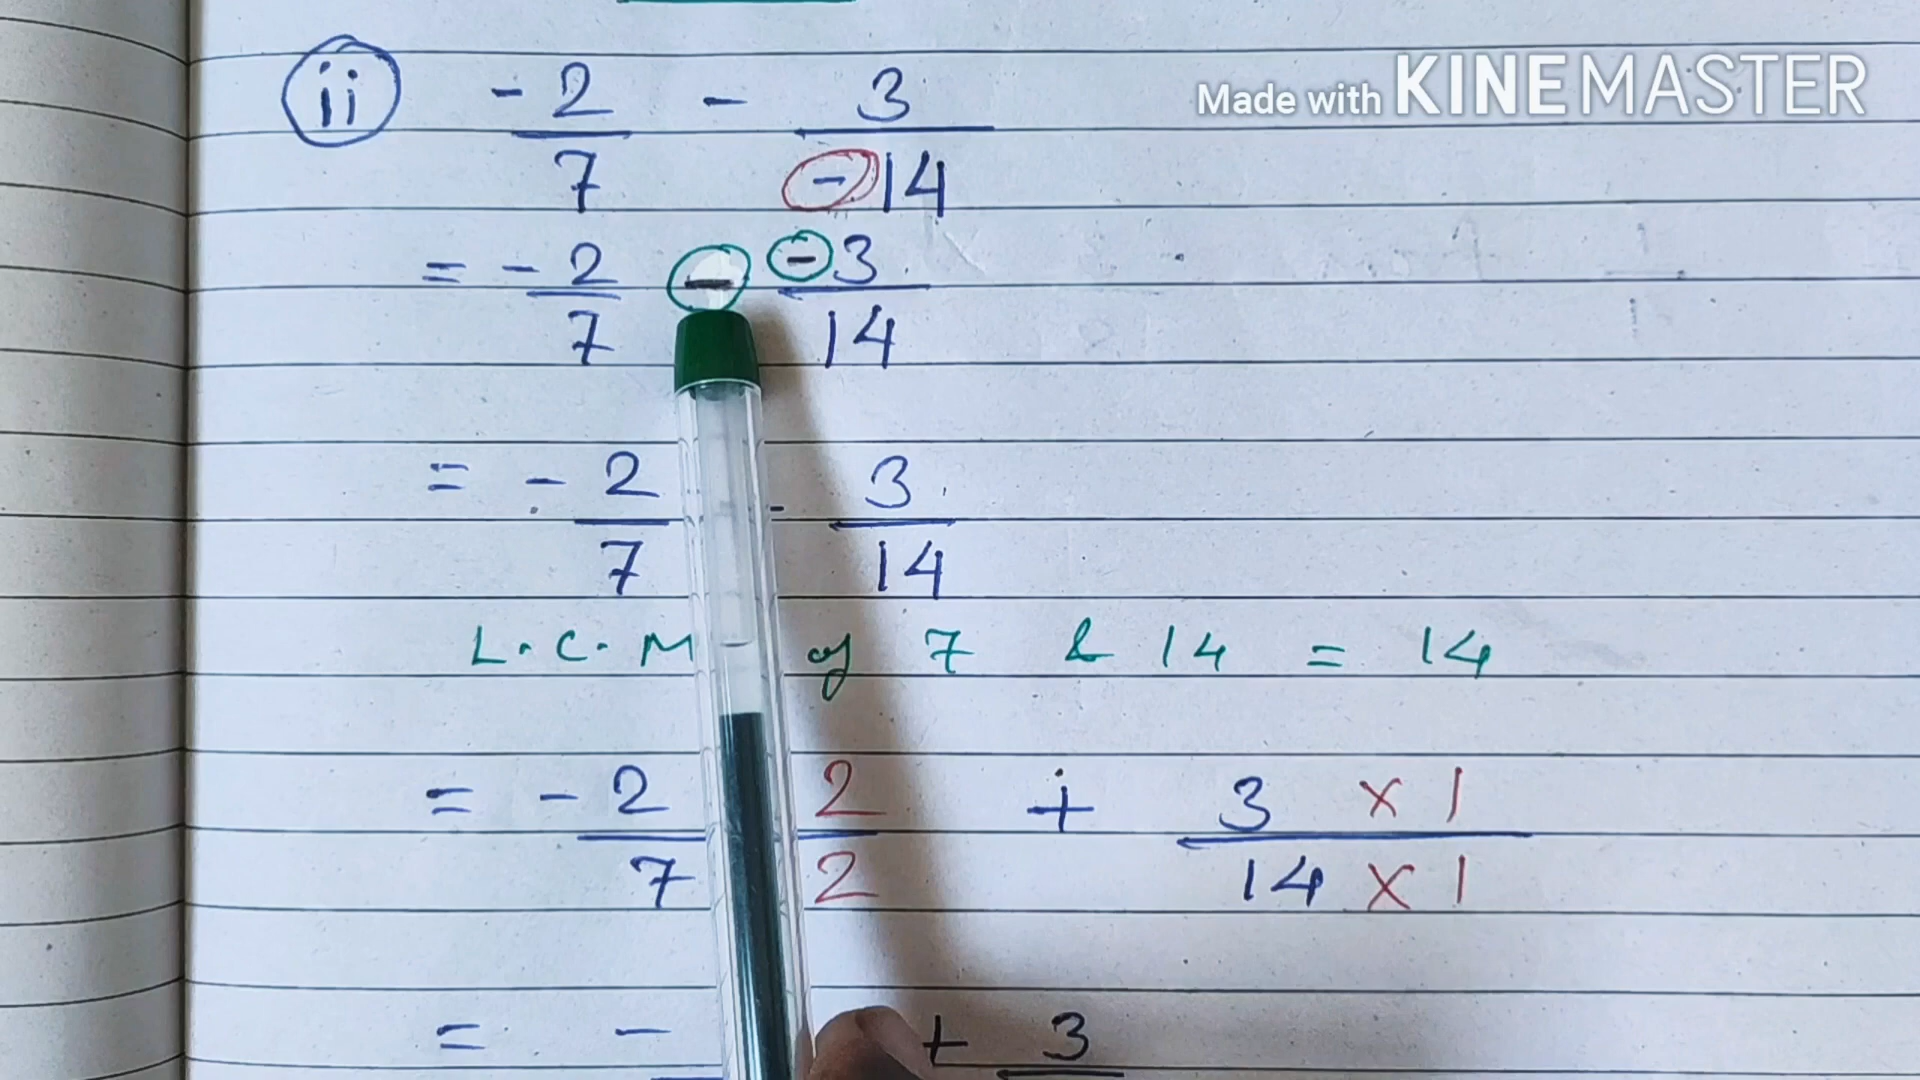 Made with KINEMASTER
ii -2/7 - 3/-14
= -2/7 - -3/14
= -2/7 - 3/14
L.C.M of 7 & 14 = 14
= -2 2/7 2 + 3 × 1/14 × 1
= - + 3